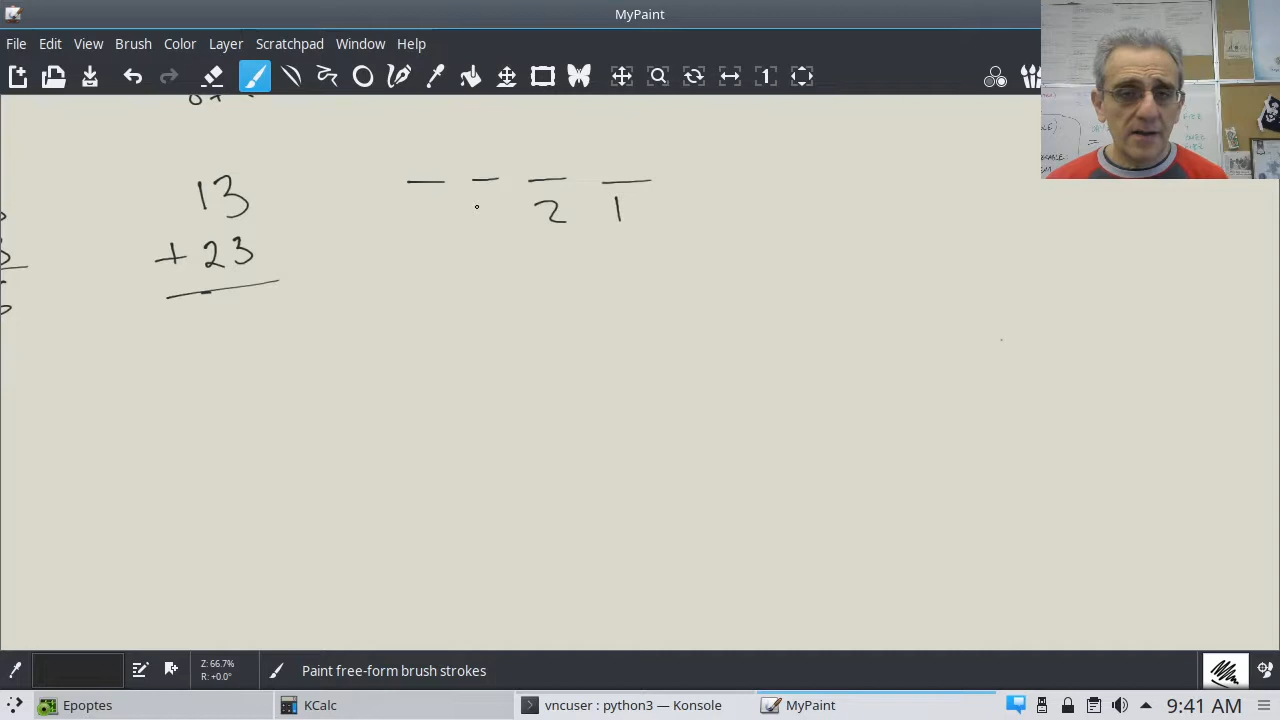 MyPaint
File Edit View Brush Color Layer Scratchpad Window Help
13
+ 23
2 1
Z: 66.7%
R: +0.0°
Paint free-form brush strokes
Epoptes
KCalc
vncuser : python3 — Konsole
MyPaint
9:41 AM